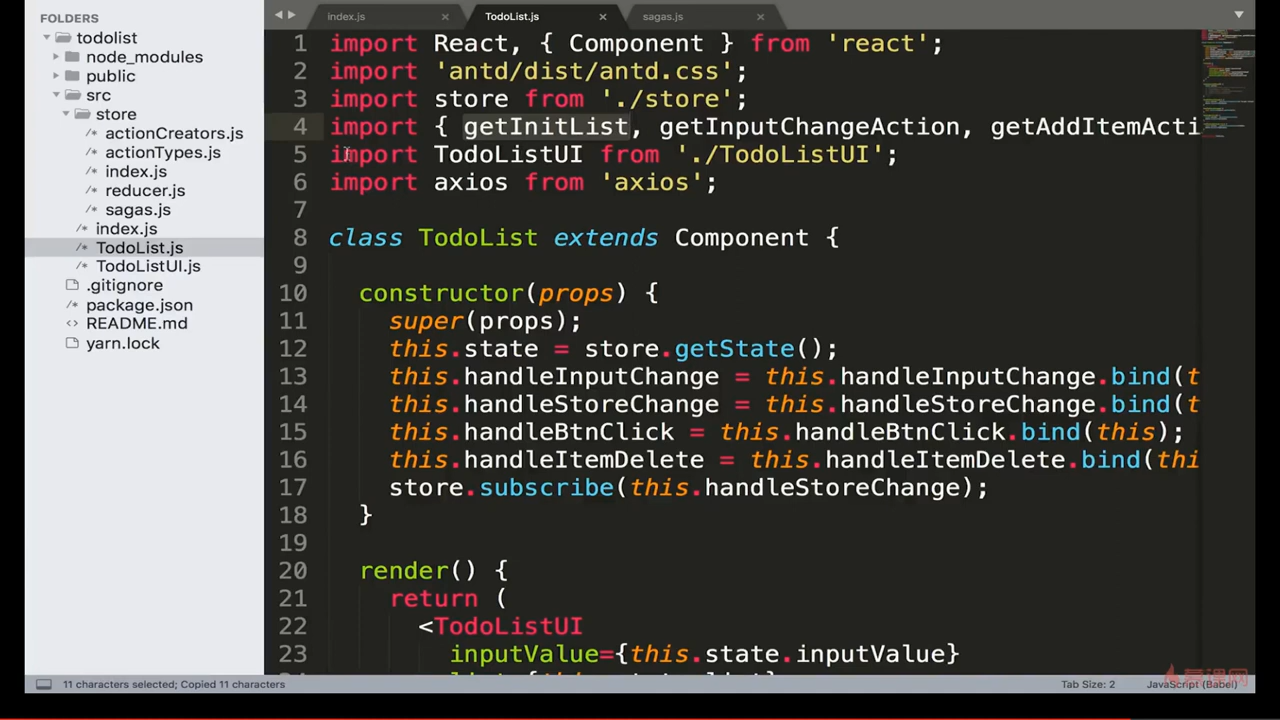 FOLDERS
todolist
node_modules
public
src
store
actionCreators.js
actionTypes.js
index.js
reducer.js
sagas.js
index.js
TodoList.js
TodoListUI.js
.gitignore
package.json
README.md
yarn.lock
index.js × TodoList.js × sagas.js ×
1 import React, { Component } from 'react';
2 import 'antd/dist/antd.css';
3 import store from './store';
4 import { getInitList, getInputChangeAction, getAddItemActi
5 import TodoListUI from './TodoListUI';
6 import axios from 'axios';
7
8 class TodoList extends Component {
9
10 constructor(props) {
11 super(props);
12 this.state = store.getState();
13 this.handleInputChange = this.handleInputChange.bind(t
14 this.handleStoreChange = this.handleStoreChange.bind(t
15 this.handleBtnClick = this.handleBtnClick.bind(this);
16 this.handleItemDelete = this.handleItemDelete.bind(thi
17 store.subscribe(this.handleStoreChange);
18 }
19
20 render() {
21 return (
22 <TodoListUI
23 inputValue={this.state.inputValue}
11 characters selected; Copied 11 characters
Tab Size: 2 JavaScript (Babel)
慕课网